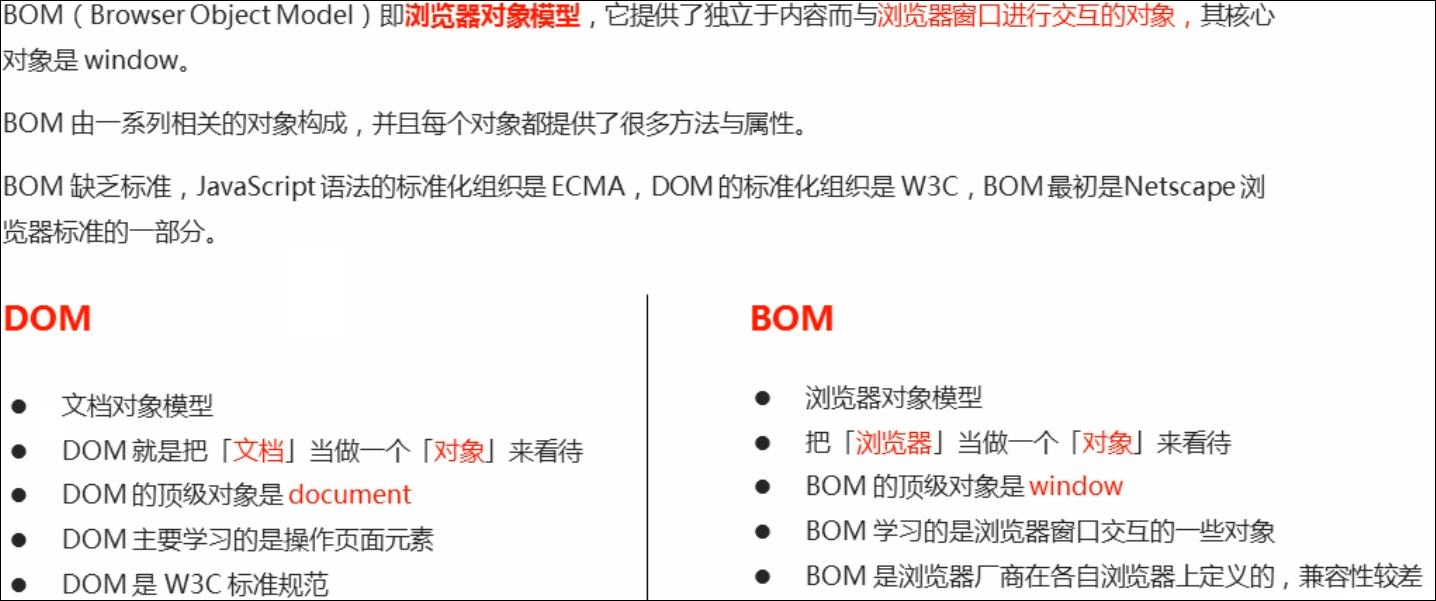 BOM（Browser Object Model）即浏览器对象模型，它提供了独立于内容而与浏览器窗口进行交互的对象，其核心
对象是 window。
BOM 由一系列相关的对象构成，并且每个对象都提供了很多方法与属性。
BOM 缺乏标准，JavaScript 语法的标准化组织是 ECMA，DOM 的标准化组织是 W3C，BOM 最初是Netscape 浏
览器标准的一部分。
DOM
● 文档对象模型
● DOM 就是把「文档」当做一个「对象」来看待
● DOM 的顶级对象是 document
● DOM 主要学习的是操作页面元素
● DOM 是 W3C 标准规范
BOM
● 浏览器对象模型
● 把「浏览器」当做一个「对象」来看待
● BOM 的顶级对象是 window
● BOM 学习的是浏览器窗口交互的一些对象
● BOM 是浏览器厂商在各自浏览器上定义的，兼容性较差